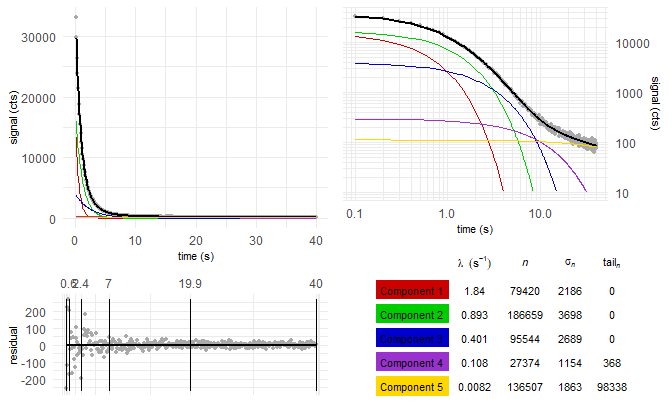 30000
20000
10000
0
signal (cts)
0
10
20
30
40
time (s)
10000
1000
100
10
signal (cts)
0.1
1.0
10.0
time (s)
0.6
2.4
7
19.9
40
200
100
0
-100
-200
residual
λ (s⁻¹) n σₙ tailₙ
Component 1 1.84 79420 2186 0
Component 2 0.893 186659 3698 0
Component 3 0.401 95544 2689 0
Component 4 0.108 27374 1154 368
Component 5 0.0082 136507 1863 98338